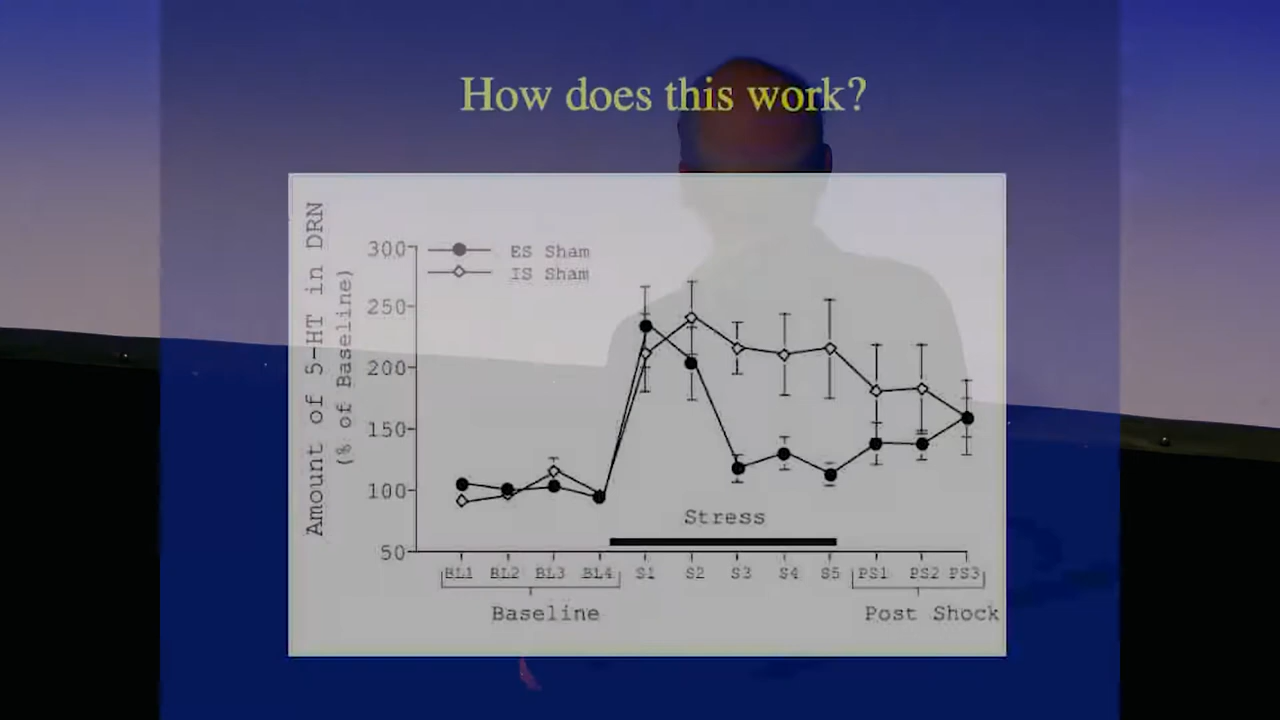 How does this work?
Amount of 5-HT in DRN
(% of Baseline)
300
250
200
150
100
50
ES Sham
IS Sham
Stress
BL1 BL2 BL3 BL4 S1 S2 S3 S4 S5 PS1 PS2 PS3
Baseline
Post Shock